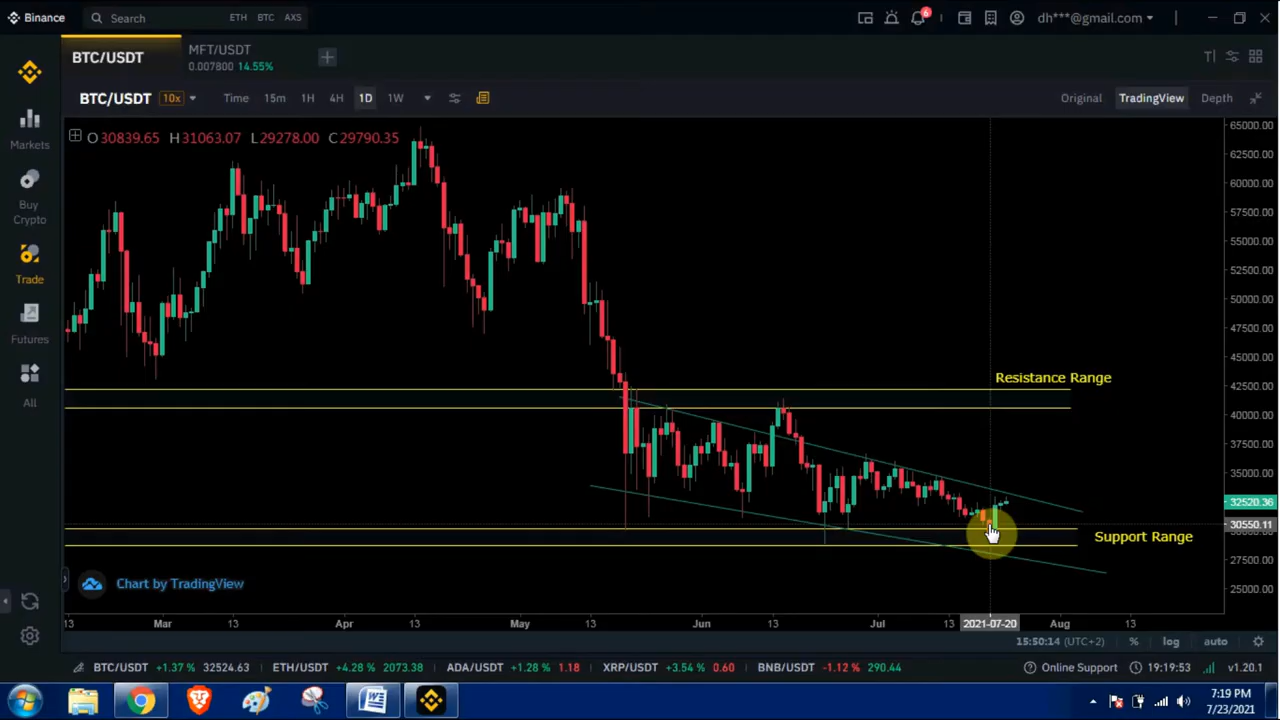 Binance
Search
ETH BTC AXS
6
dh***@gmail.com
BTC/USDT
MFT/USDT
0.007800 14.55%
BTC/USDT 10x Time 15m 1H 4H 1D 1W
Original TradingView Depth
O30839.65 H31063.07 L29278.00 C29790.35
Markets
Buy
Crypto
Trade
Futures
All
65000.00
62500.00
60000.00
57500.00
55000.00
52500.00
50000.00
47500.00
45000.00
42500.00
40000.00
37500.00
35000.00
32520.36
30550.11
27500.00
25000.00
Resistance Range
Support Range
Chart by TradingView
13 Mar 13 Apr 13 May 13 Jun 13 Jul 13 2021-07-20 Aug 13
15:50:14 (UTC+2) % log auto
BTC/USDT +1.37% 32524.63 ETH/USDT +4.28% 2073.38 ADA/USDT +1.28% 1.18 XRP/USDT +3.54% 0.60 BNB/USDT -1.12% 290.44 Online Support 19:19:53 v1.20.1
7:19 PM
7/23/2021